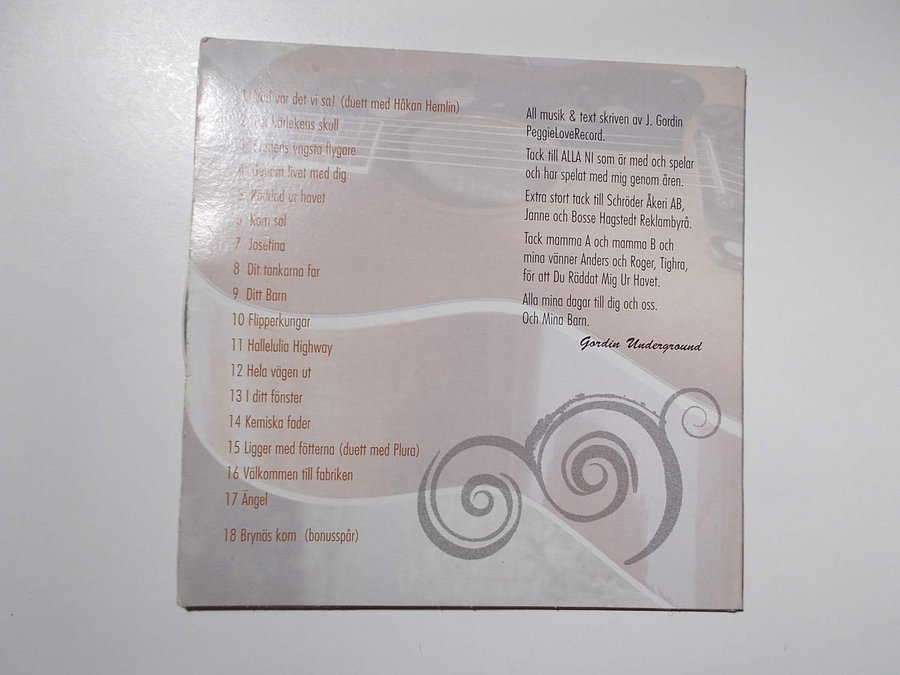 1 Vad var det vi sa! (duett med Håkan Hemlin)
2 För kärlekens skull
3 yngsta flygare
4 Genom livet med dig
5 Räddad ur havet
6 Kom sol
7 Josefina
8 Dit tankarna far
9 Ditt Barn
10 Flipperkungar
11 Hallelulia Highway
12 Hela vägen ut
13 I ditt fönster
14 Kemiska fader
15 Ligger med fötterna (duett med Plura)
16 Välkommen till fabriken
17 Ängel
18 Brynäs kom (bonusspår)
All musik & text skriven av J. Gordin
PeggieLoveRecord.
Tack till ALLA NI som är med och spelar
och har spelat med mig genom åren.
Extra stort tack till Schröder Åkeri AB,
Janne och Bosse Hagstedt Reklambyrå.
Tack mamma A och mamma B och
mina vänner Anders och Roger, Tighra,
för att Du Räddat Mig Ur Havet.
Alla mina dagar till dig och oss.
Och Mina Barn.
Gordin Underground